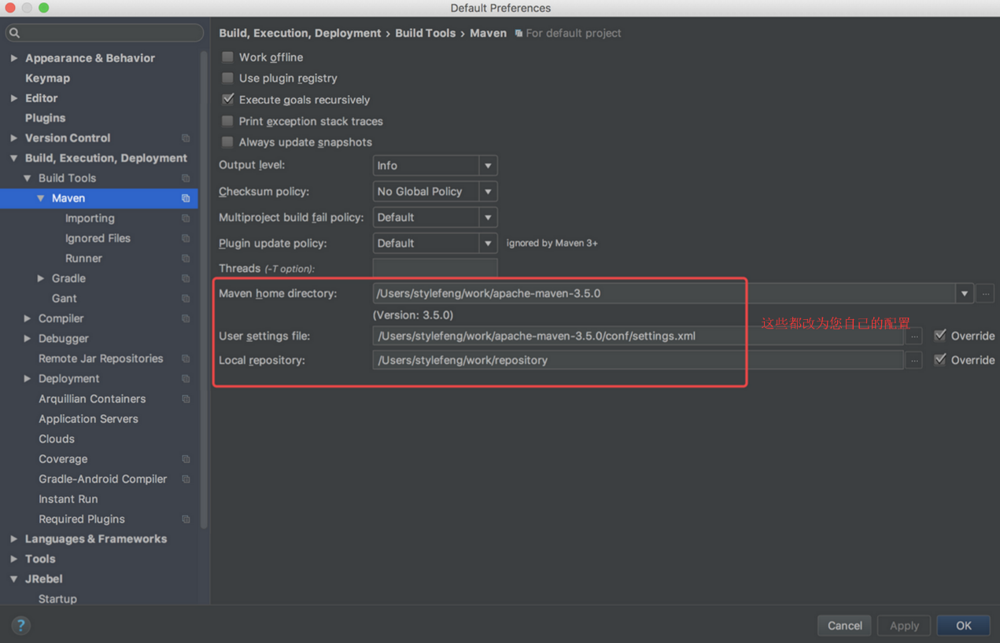 Default Preferences
Build, Execution, Deployment › Build Tools › Maven For default project
Appearance & Behavior
Keymap
Editor
Plugins
Version Control
Build, Execution, Deployment
Build Tools
Maven
Importing
Ignored Files
Runner
Gradle
Gant
Compiler
Debugger
Remote Jar Repositories
Deployment
Arquillian Containers
Application Servers
Clouds
Coverage
Gradle-Android Compiler
Instant Run
Required Plugins
Languages & Frameworks
Tools
JRebel
Startup
Work offline
Use plugin registry
Execute goals recursively
Print exception stack traces
Always update snapshots
Output level: Info
Checksum policy: No Global Policy
Multiproject build fail policy: Default
Plugin update policy: Default ignored by Maven 3+
Threads (-T option):
Maven home directory: /Users/stylefeng/work/apache-maven-3.5.0 ...
(Version: 3.5.0)
这些都改为您自己的配置
User settings file: /Users/stylefeng/work/apache-maven-3.5.0/conf/settings.xml ... Override
Local repository: /Users/stylefeng/work/repository ... Override
? Cancel Apply OK